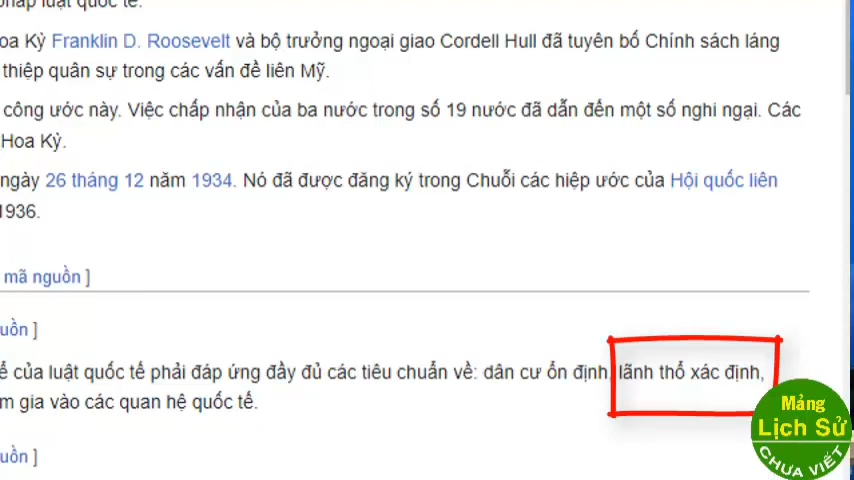 pháp luật quốc tế.
oa Kỳ Franklin D. Roosevelt và bộ trưởng ngoại giao Cordell Hull đã tuyên bố Chính sách láng
thiệp quân sự trong các vấn đề liên Mỹ.
công ước này. Việc chấp nhận của ba nước trong số 19 nước đã dẫn đến một số nghi ngại. Các
Hoa Kỳ.
ngày 26 tháng 12 năm 1934. Nó đã được đăng ký trong Chuỗi các hiệp ước của Hội quốc liên
1936.
mã nguồn ]
uồn ]
ể của luật quốc tế phải đáp ứng đầy đủ các tiêu chuẩn về: dân cư ổn định, lãnh thổ xác định,
m gia vào các quan hệ quốc tế.
uồn ]
Mảng
Lịch Sử
CHƯA VIẾT